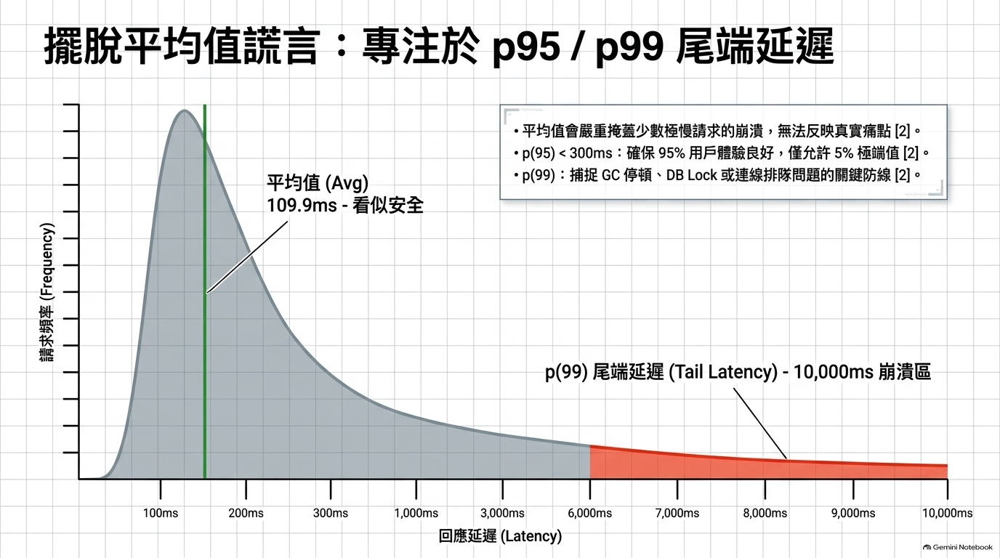 擺脫平均值謊言：專注於 p95 / p99 尾端延遲
• 平均值會嚴重掩蓋少數極慢請求的崩潰，無法反映真實痛點 [2]。
• p(95) < 300ms：確保 95% 用戶體驗良好，僅允許 5% 極端值 [2]。
• p(99)：捕捉 GC 停頓、DB Lock 或連線排隊問題的關鍵防線 [2]。
平均值 (Avg)
109.9ms - 看似安全
請求頻率 (Frequency)
p(99) 尾端延遲 (Tail Latency) - 10,000ms 崩潰區
100ms 200ms 300ms 1,000ms 3,000ms 6,000ms 7,000ms 8,000ms 9,000ms 10,000ms
回應延遲 (Latency)
Gemini Notebook